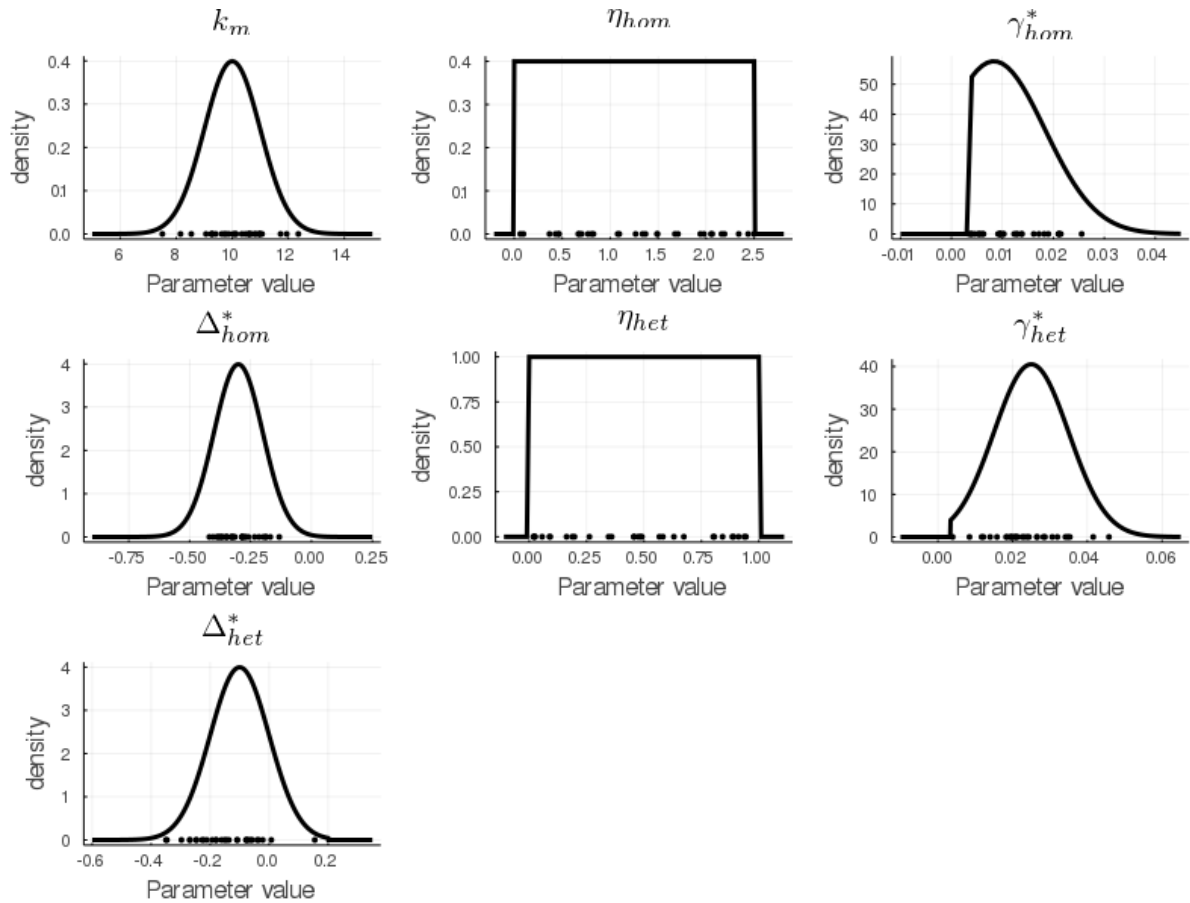 k_m
0.4
0.3
0.2
0.1
0.0
density
6 8 10 12 14
Parameter value
η_hom
0.4
0.3
0.2
0.1
0.0
density
0.0 0.5 1.0 1.5 2.0 2.5
Parameter value
γ*_hom
50
40
30
20
10
0
density
-0.01 0.00 0.01 0.02 0.03 0.04
Parameter value
Δ*_hom
4
3
2
1
0
density
-0.75 -0.50 -0.25 0.00 0.25
Parameter value
η_het
1.00
0.75
0.50
0.25
0.00
density
0.00 0.25 0.50 0.75 1.00
Parameter value
γ*_het
40
30
20
10
0
density
0.00 0.02 0.04 0.06
Parameter value
Δ*_het
4
3
2
1
0
density
-0.6 -0.4 -0.2 0.0 0.2
Parameter value